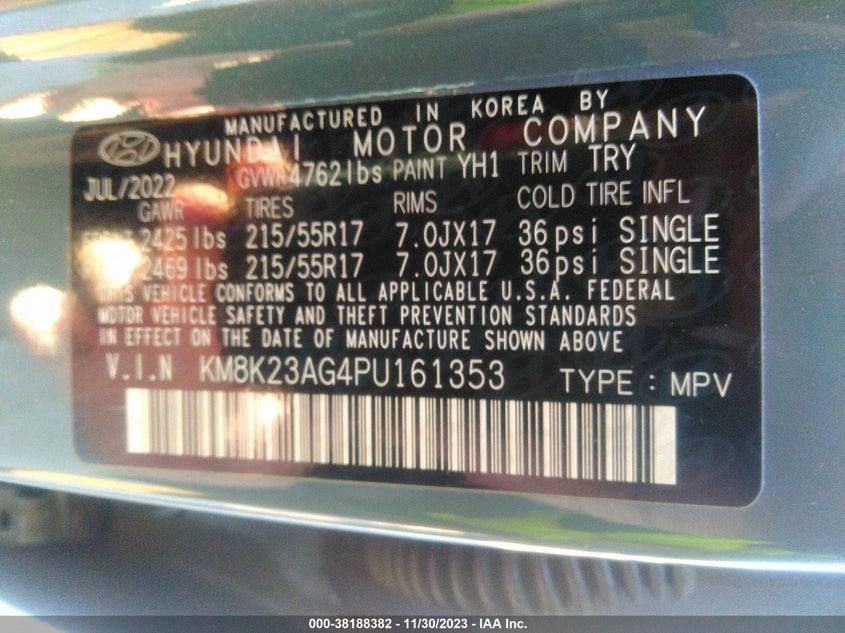 MANUFACTURED IN KOREA BY
HYUNDAI MOTOR COMPANY
JUL/2022 GVWR 4762lbs PAINT YH1 TRIM TRY
GAWR TIRES RIMS COLD TIRE INFL
FRONT 2425lbs 215/55R17 7.0JX17 36psi SINGLE
2469lbs 215/55R17 7.0JX17 36psi SINGLE
THIS VEHICLE CONFORMS TO ALL APPLICABLE U.S.A. FEDERAL
MOTOR VEHICLE SAFETY AND THEFT PREVENTION STANDARDS
IN EFFECT ON THE DATE OF MANUFACTURE SHOWN ABOVE
V.I.N KM8K23AG4PU161353 TYPE : MPV
000-38188382 - 11/30/2023 - IAA Inc.